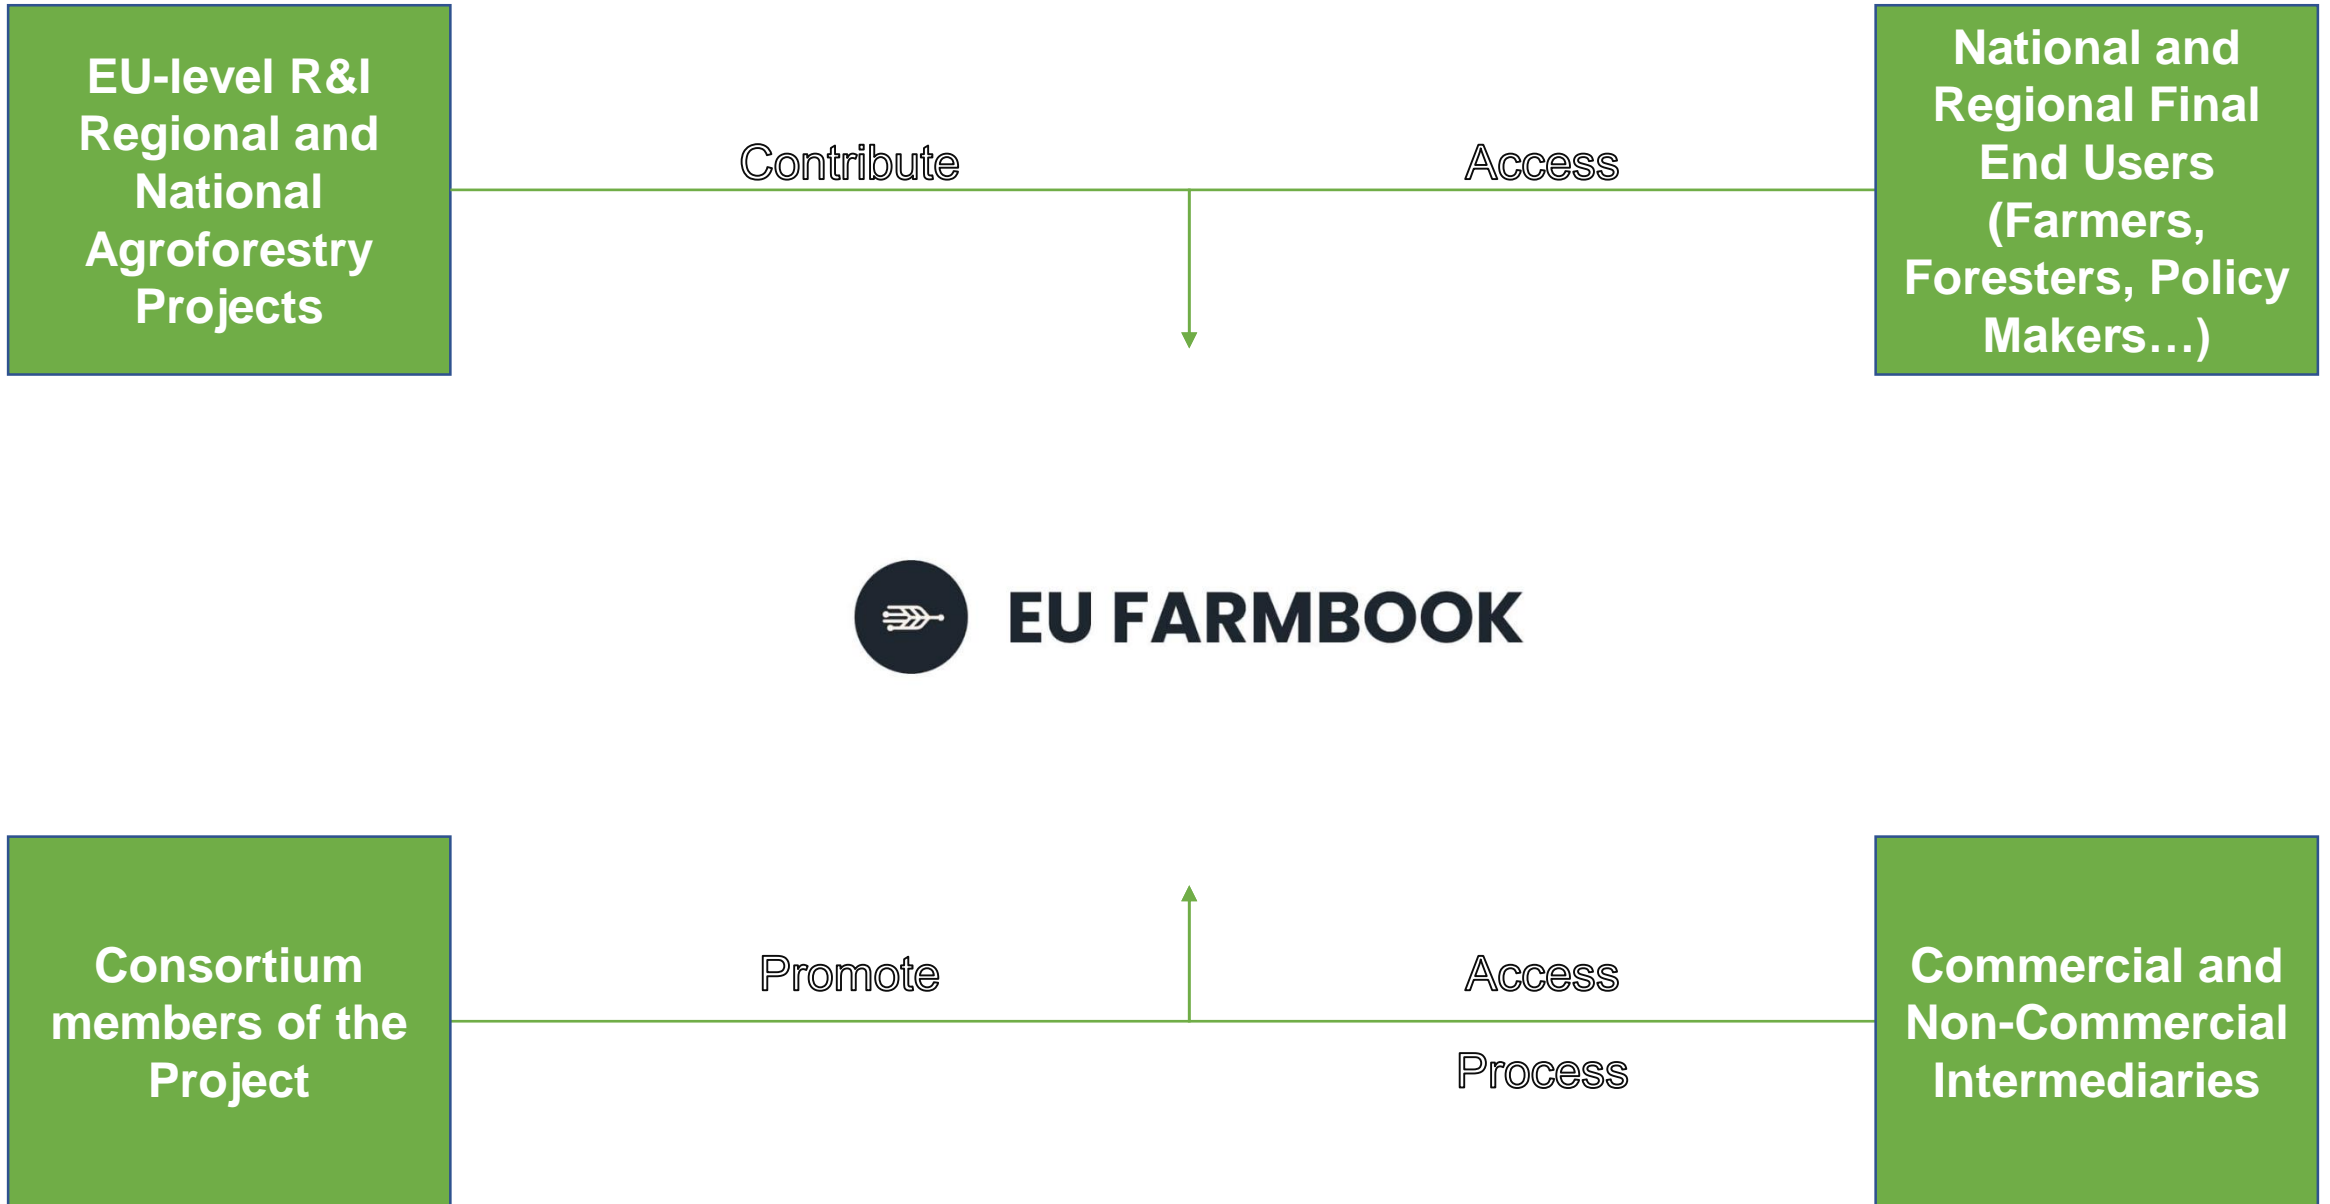 EU-level R&I
Regional and
National
Agroforestry
Projects
Contribute
Access
National and
Regional Final
End Users
(Farmers,
Foresters, Policy
Makers…)
EU FARMBOOK
Consortium
members of the
Project
Promote
Access
Process
Commercial and
Non-Commercial
Intermediaries